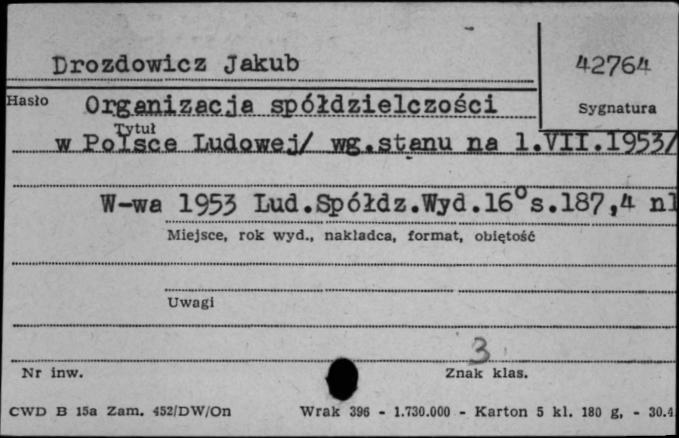 Drozdowicz Jakub
42764
Hasło
Organizacja spółdzielczości
Sygnatura
Tytuł
w Polsce Ludowej/ wg.stanu na 1.VII.1953/
W-wa 1953 Lud.Spółdz.Wyd.16°s.187,4 nl
Miejsce, rok wyd., nakładca, format, objętość
Uwagi
3
Nr inw.
Znak klas.
CWD B 15a Zam. 452/DW/On
Wrak 396 - 1.730.000 - Karton 5 kl. 180 g, - 30.4